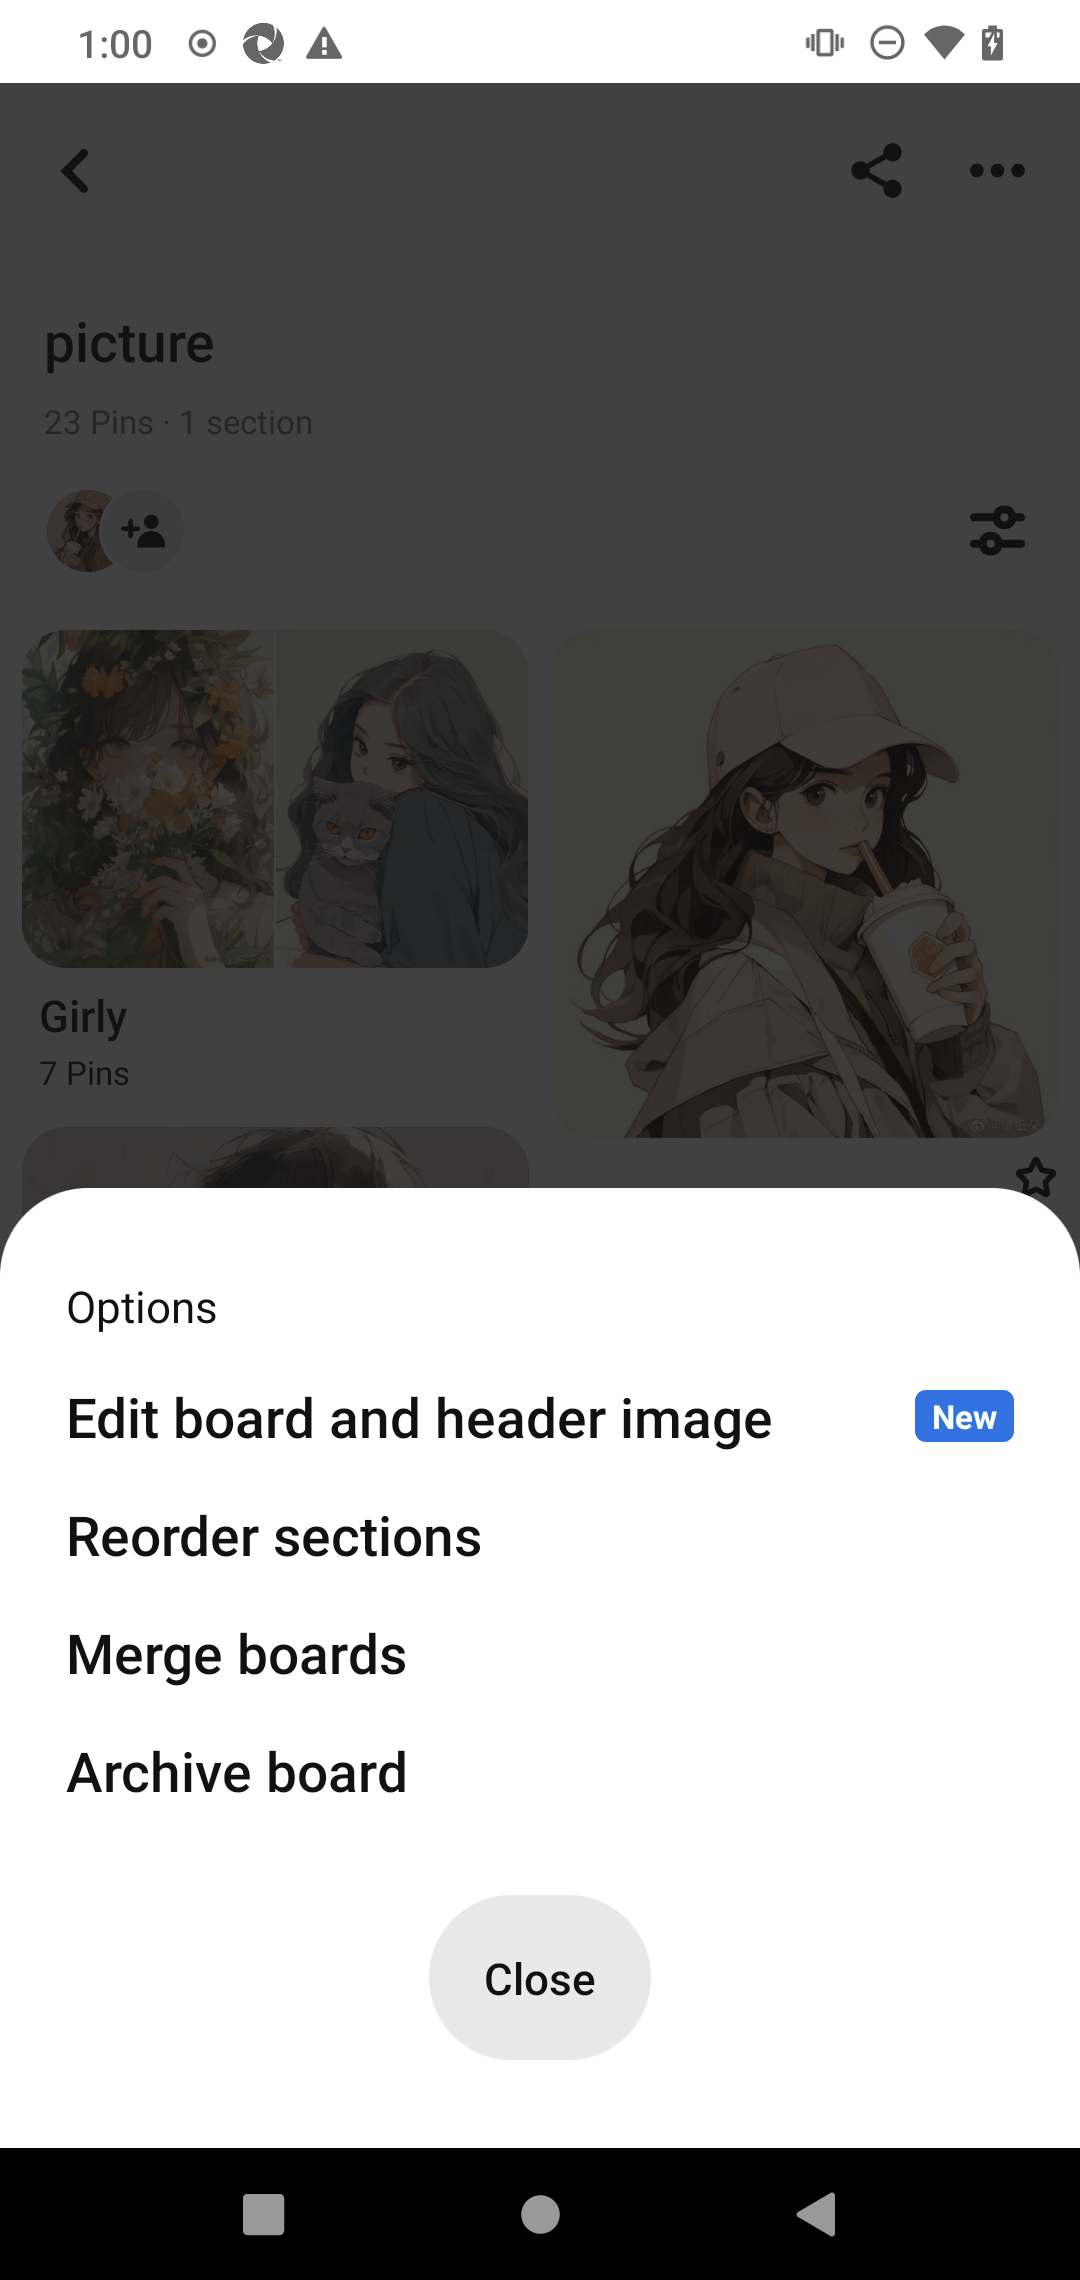 1:00
picture
23 Pins · 1 section
Girly
7 Pins
Options
Edit board and header image
New
Reorder sections
Merge boards
Archive board
Close